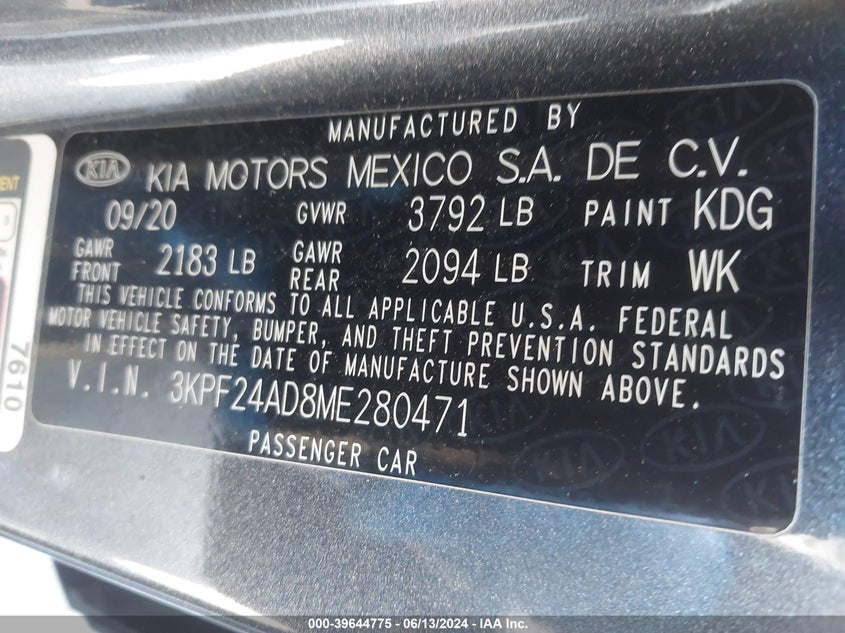 MANUFACTURED BY
KIA KIA MOTORS MEXICO S.A. DE C.V.
09/20 GVWR 3792 LB PAINT KDG
GAWR FRONT 2183 LB GAWR REAR 2094 LB TRIM WK
THIS VEHICLE CONFORMS TO ALL APPLICABLE U.S.A. FEDERAL
MOTOR VEHICLE SAFETY, BUMPER, AND THEFT PREVENTION STANDARDS
IN EFFECT ON THE DATE OF MANUFACTURE SHOWN ABOVE.
V.I.N. 3KPF24AD8ME280471
PASSENGER CAR
7610
000-39644775 - 06/13/2024 - IAA Inc.